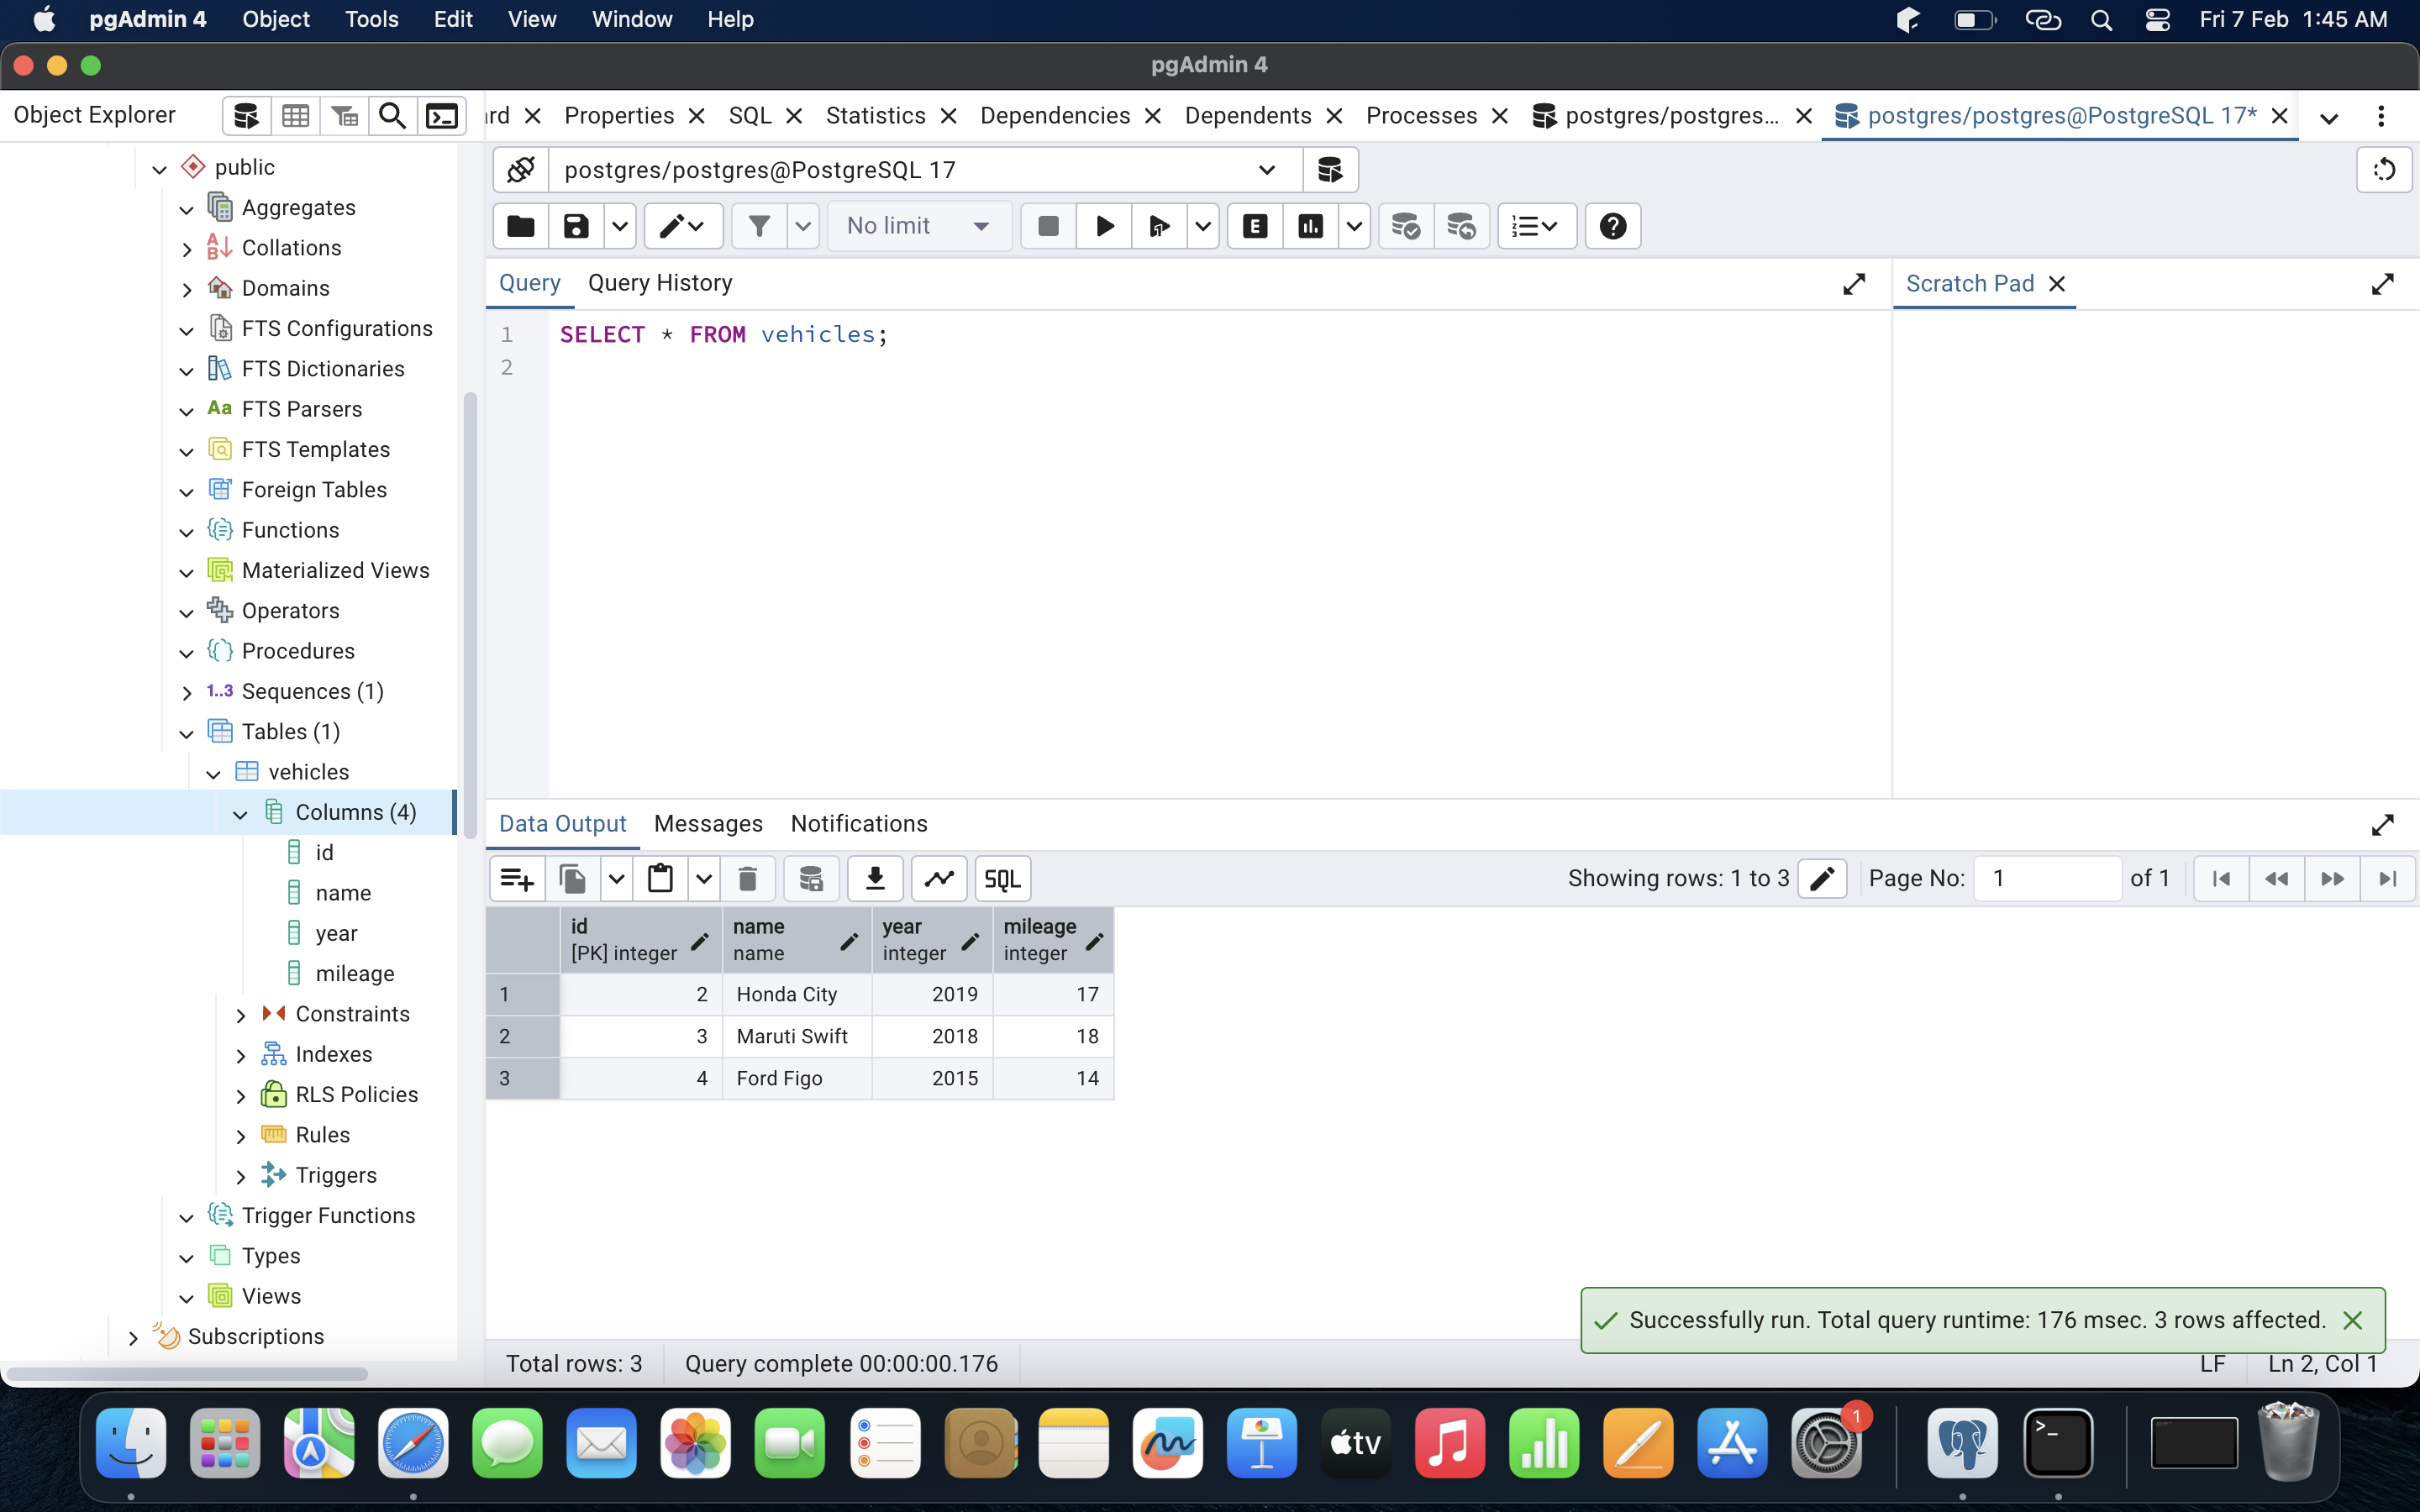 pgAdmin 4 Object Tools Edit View Window Help Fri 7 Feb 1:45 AM
pgAdmin 4
Object Explorer
rd Properties SQL Statistics Dependencies Dependents Processes postgres/postgres... postgres/postgres@PostgreSQL 17*
public
Aggregates
Collations
Domains
FTS Configurations
FTS Dictionaries
Aa FTS Parsers
FTS Templates
Foreign Tables
Functions
Materialized Views
Operators
Procedures
1..3 Sequences (1)
Tables (1)
vehicles
Columns (4)
id
name
year
mileage
Constraints
Indexes
RLS Policies
Rules
Triggers
Trigger Functions
Types
Views
Subscriptions
postgres/postgres@PostgreSQL 17
No limit E
Query Query History
Scratch Pad
1 SELECT * FROM vehicles;
2
Data Output Messages Notifications
SQL Showing rows: 1 to 3 Page No: 1 of 1
id name year mileage
[PK] integer name integer integer
1 2 Honda City 2019 17
2 3 Maruti Swift 2018 18
3 4 Ford Figo 2015 14
Successfully run. Total query runtime: 176 msec. 3 rows affected.
Total rows: 3 Query complete 00:00:00.176 LF Ln 2, Col 1
tv
1